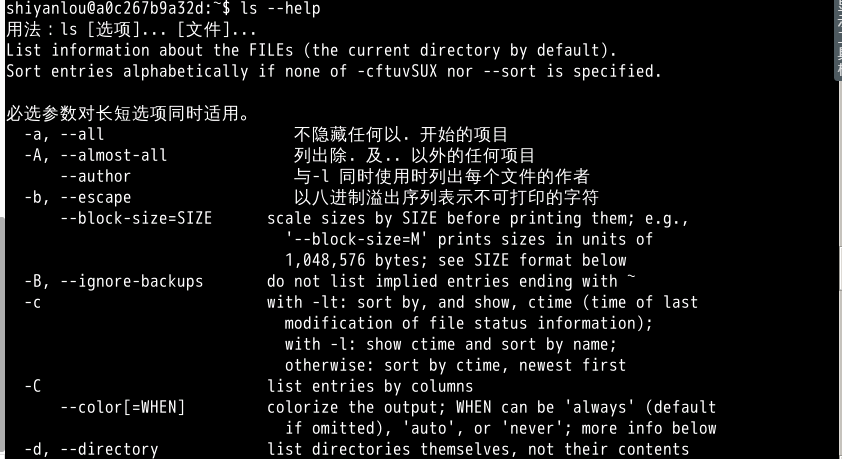 shiyanlou@a0c267b9a32d:~$ ls --help
用法：ls [选项]... [文件]...
List information about the FILEs (the current directory by default).
Sort entries alphabetically if none of -cftuvSUX nor --sort is specified.

必选参数对长短选项同时适用。
  -a, --all                  不隐藏任何以. 开始的项目
  -A, --almost-all           列出除. 及.. 以外的任何项目
      --author               与-l 同时使用时列出每个文件的作者
  -b, --escape               以八进制溢出序列表示不可打印的字符
      --block-size=SIZE      scale sizes by SIZE before printing them; e.g.,
                               '--block-size=M' prints sizes in units of
                               1,048,576 bytes; see SIZE format below
  -B, --ignore-backups       do not list implied entries ending with ~
  -c                         with -lt: sort by, and show, ctime (time of last
                               modification of file status information);
                               with -l: show ctime and sort by name;
                               otherwise: sort by ctime, newest first
  -C                         list entries by columns
      --color[=WHEN]         colorize the output; WHEN can be 'always' (default
                               if omitted), 'auto', or 'never'; more info below
  -d, --directory            list directories themselves, not their contents